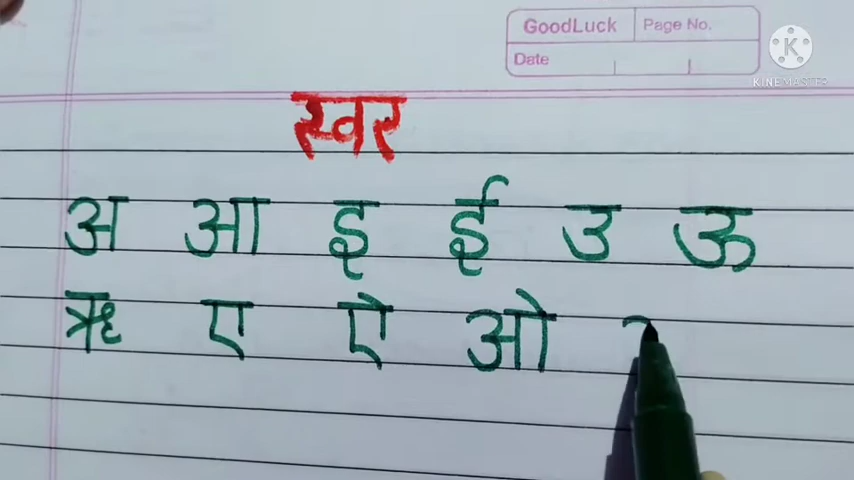 GoodLuck Page No.
Date
KINEMASTER
स्वर
अ आ इ ई उ ऊ
ऋ ए ऐ ओ